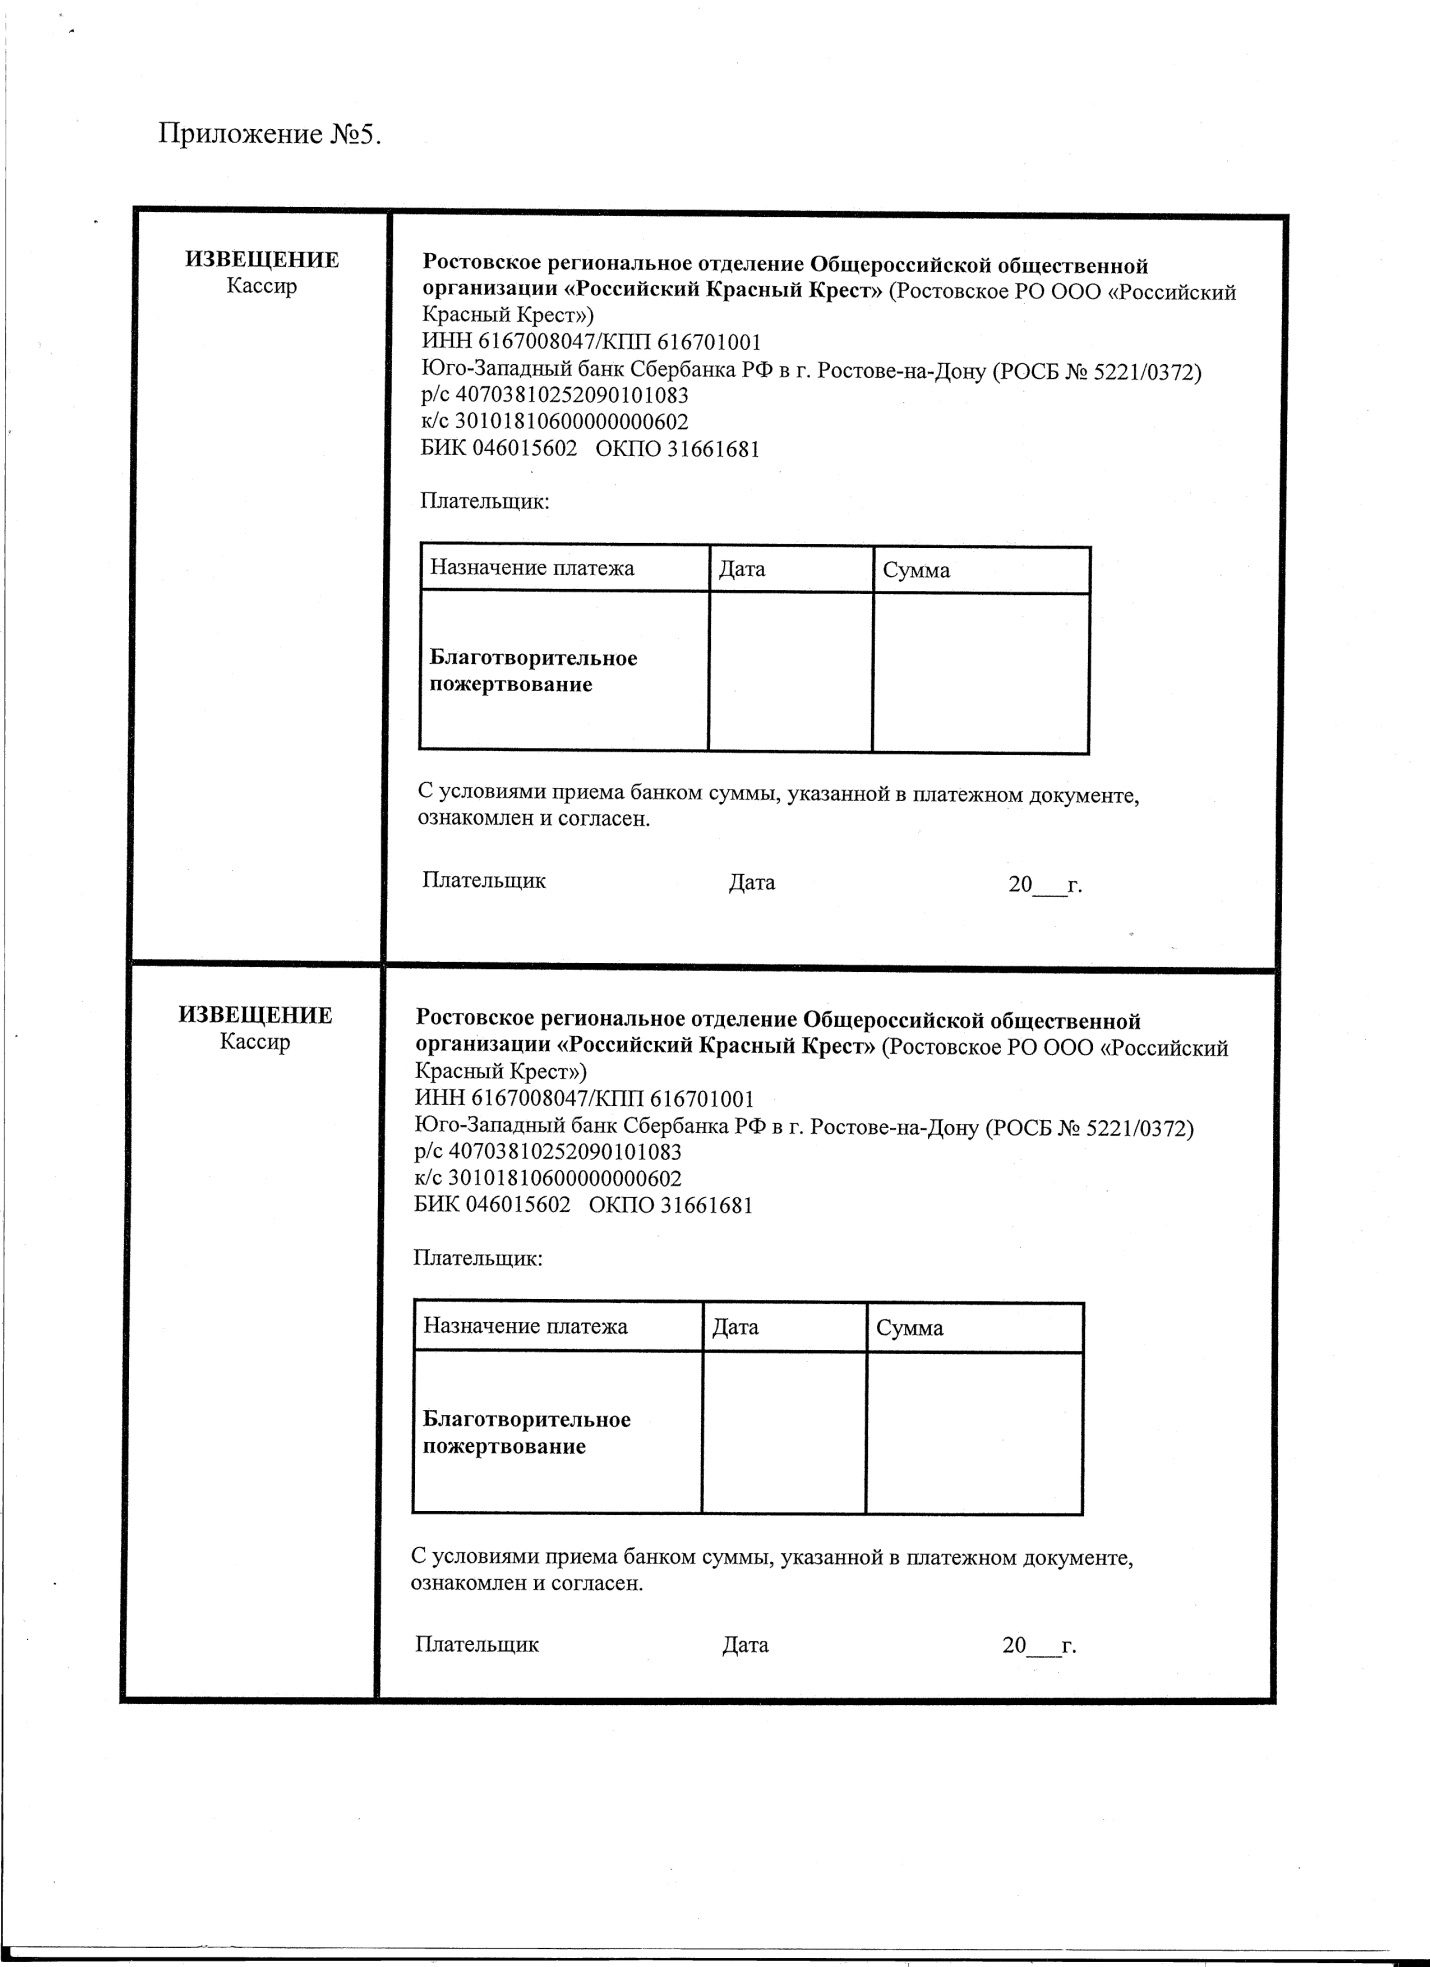 Приложение №5.
ИЗВЕЩЕНИЕ
Кассир
Ростовское региональное отделение Общероссийской общественной
организации «Российский Красный Крест» (Ростовское РО ООО «Российский
Красный Крест»)
ИНН 6167008047/КПП 616701001
Юго-Западный банк Сбербанка РФ в г. Ростове-на-Дону (РОСБ № 5221/0372)
р/с 40703810252090101083
к/с 30101810600000000602
БИК 046015602 ОКПО 31661681
Плательщик:
Назначение платежа Дата Сумма
Благотворительное
пожертвование
С условиями приема банком суммы, указанной в платежном документе,
ознакомлен и согласен.
Плательщик Дата 20___г.
ИЗВЕЩЕНИЕ
Кассир
Ростовское региональное отделение Общероссийской общественной
организации «Российский Красный Крест» (Ростовское РО ООО «Российский
Красный Крест»)
ИНН 6167008047/КПП 616701001
Юго-Западный банк Сбербанка РФ в г. Ростове-на-Дону (РОСБ № 5221/0372)
р/с 40703810252090101083
к/с 30101810600000000602
БИК 046015602 ОКПО 31661681
Плательщик:
Назначение платежа Дата Сумма
Благотворительное
пожертвование
С условиями приема банком суммы, указанной в платежном документе,
ознакомлен и согласен.
Плательщик Дата 20___г.